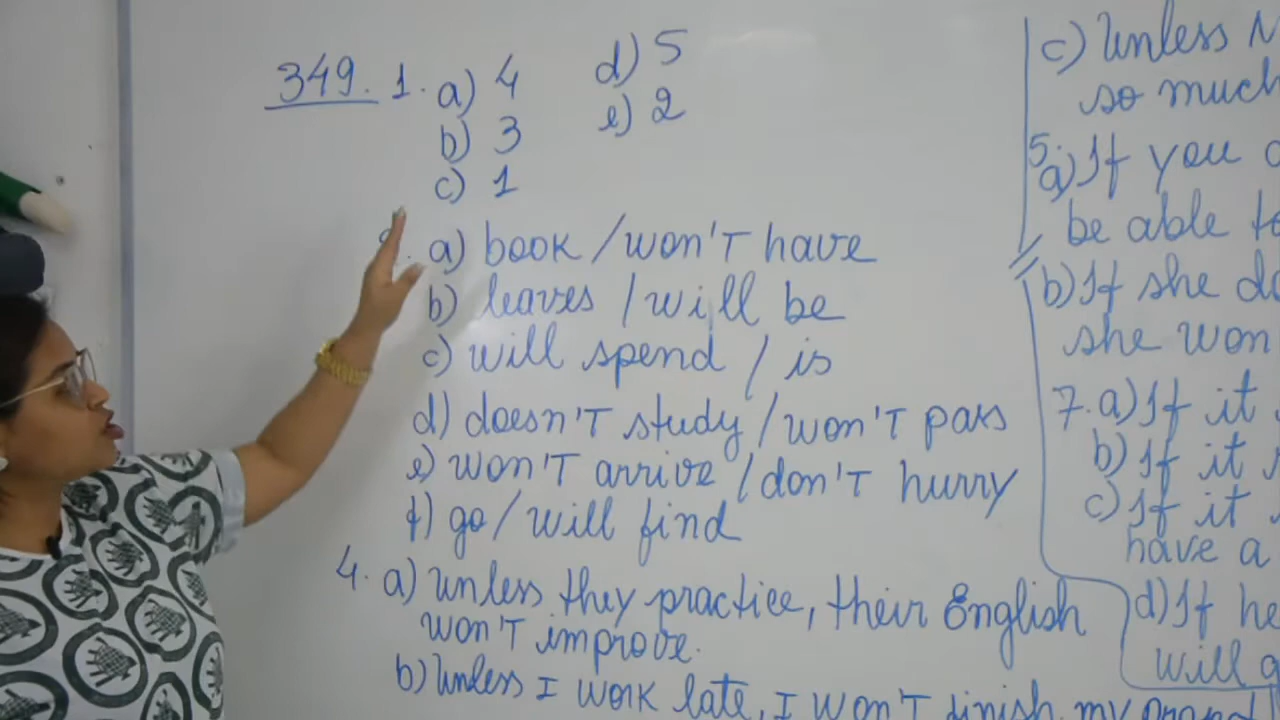 349. 1. a) 4
b) 3
c) 1
d) 5
e) 2
a) book / won't have
b) leaves / will be
c) will spend / is
d) doesn't study / won't pass
e) won't arrive / don't hurry
f) go / will find
4. a) Unless they practice, their English
won't improve.
b) Unless I work late, I won't finish my
c) Unless
so much
5. a) If you
be able to
b) If she
she won
7. a) If it
b) If it
c) If it
have a
d) If he
will